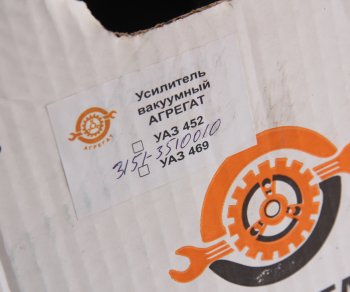 Усилитель
вакуумный
АГРЕГАТ
УАЗ 452
3151-3510010
УАЗ 469
АГРЕГАТ